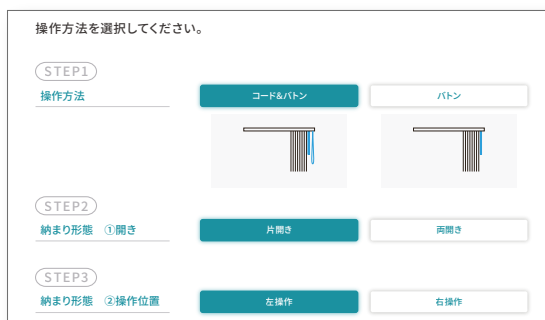 操作方法を選択してください。
STEP1
操作方法
コード&バトン
バトン
STEP2
納まり形態 ①開き
片開き
両開き
STEP3
納まり形態 ②操作位置
左操作
右操作